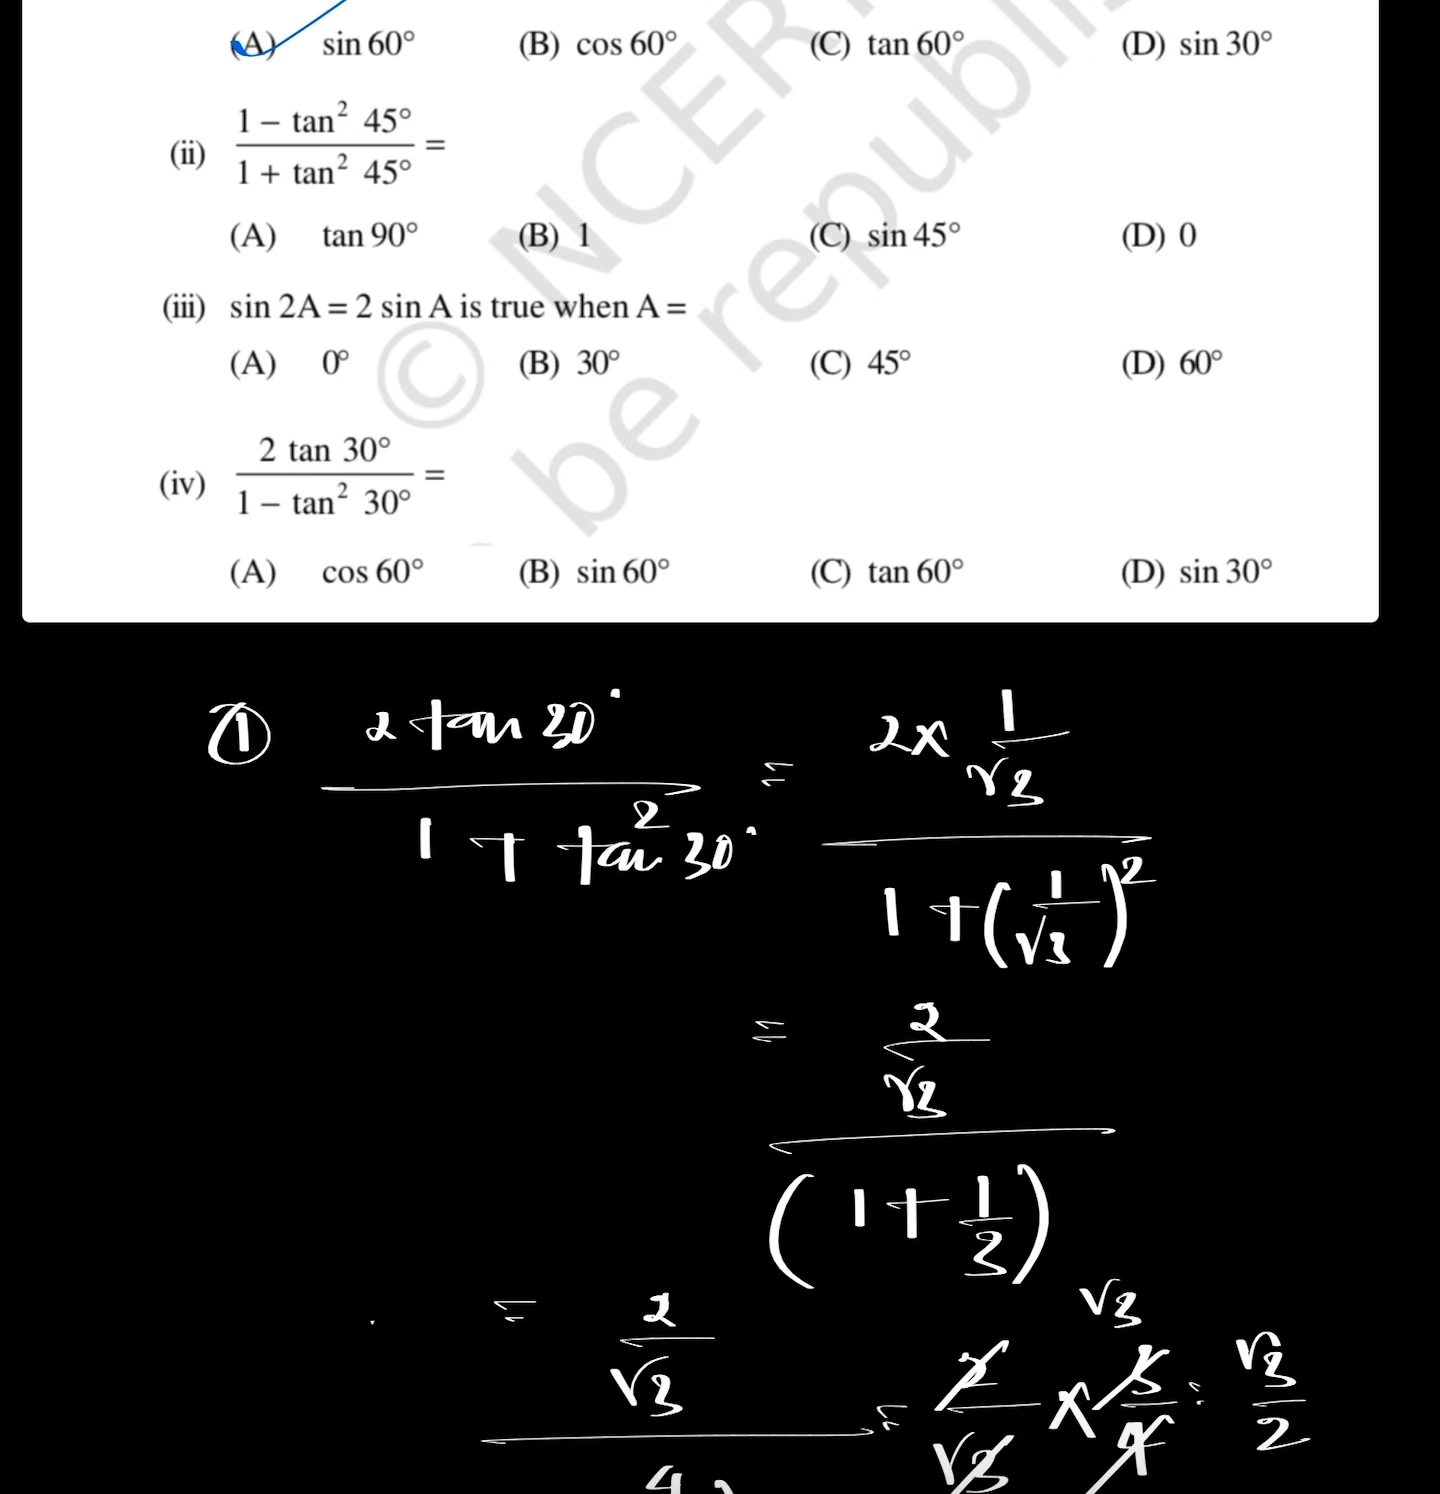 (A) sin 60° (B) cos 60° (C) tan 60° (D) sin 30°
(ii) (1 − tan² 45°)/(1 + tan² 45°) =
(A) tan 90° (B) 1 (C) sin 45° (D) 0
(iii) sin 2A = 2 sin A is true when A =
(A) 0° (B) 30° (C) 45° (D) 60°
(iv) (2 tan 30°)/(1 − tan² 30°) =
(A) cos 60° (B) sin 60° (C) tan 60° (D) sin 30°
© NCER
be republi
① (2 tan 30°)/(1 + tan² 30°) = (2 × 1/√3)/(1 + (1/√3)²)
= (2/√3)/(1 + 1/3)
= (2/√3)/(4 = 2/√3 × 3/4 = √3/2
√3